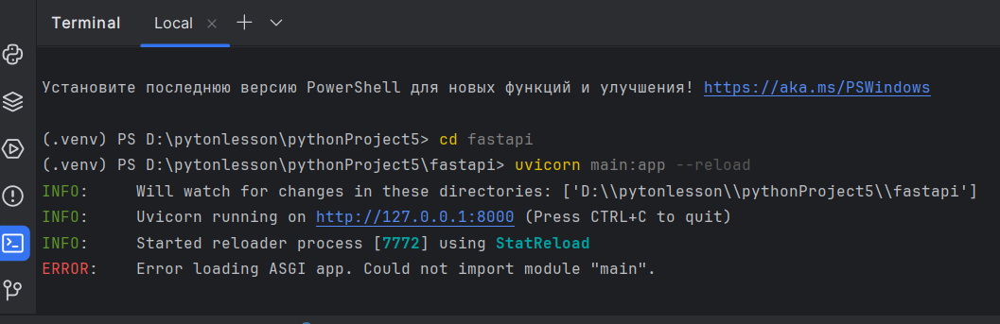 Terminal Local × + 
Установите последнюю версию PowerShell для новых функций и улучшения! https://aka.ms/PSWindows
(.venv) PS D:\pytonlesson\pythonProject5> cd fastapi
(.venv) PS D:\pytonlesson\pythonProject5\fastapi> uvicorn main:app --reload
INFO:     Will watch for changes in these directories: ['D:\\pytonlesson\\pythonProject5\\fastapi']
INFO:     Uvicorn running on http://127.0.0.1:8000 (Press CTRL+C to quit)
INFO:     Started reloader process [7772] using StatReload
ERROR:    Error loading ASGI app. Could not import module "main".